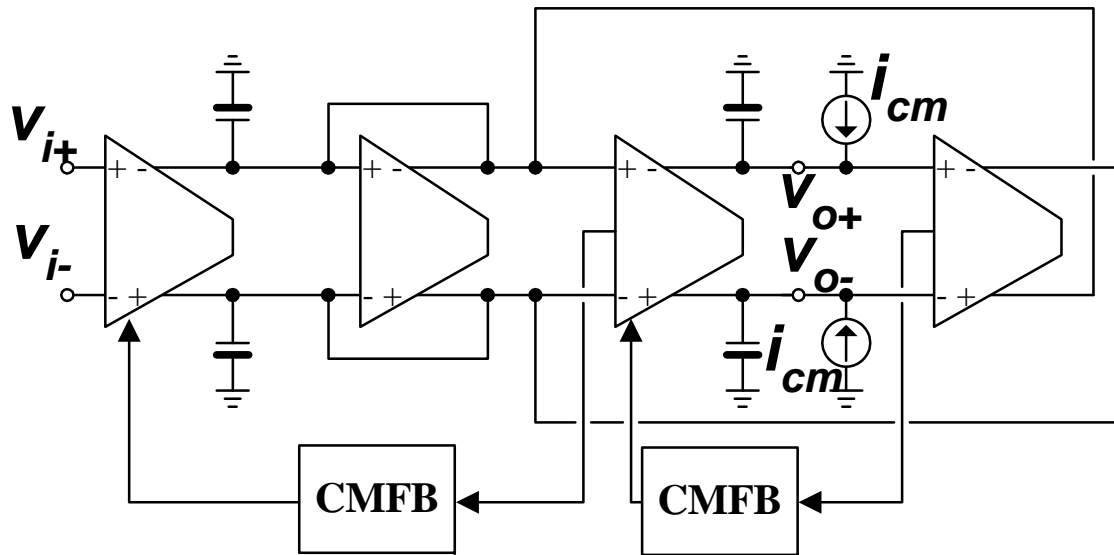 i_cm
v_i+
+ - + - + - + -
v_o+
v_i-
v_o-
- + - + - + - +
i_cm
CMFB CMFB